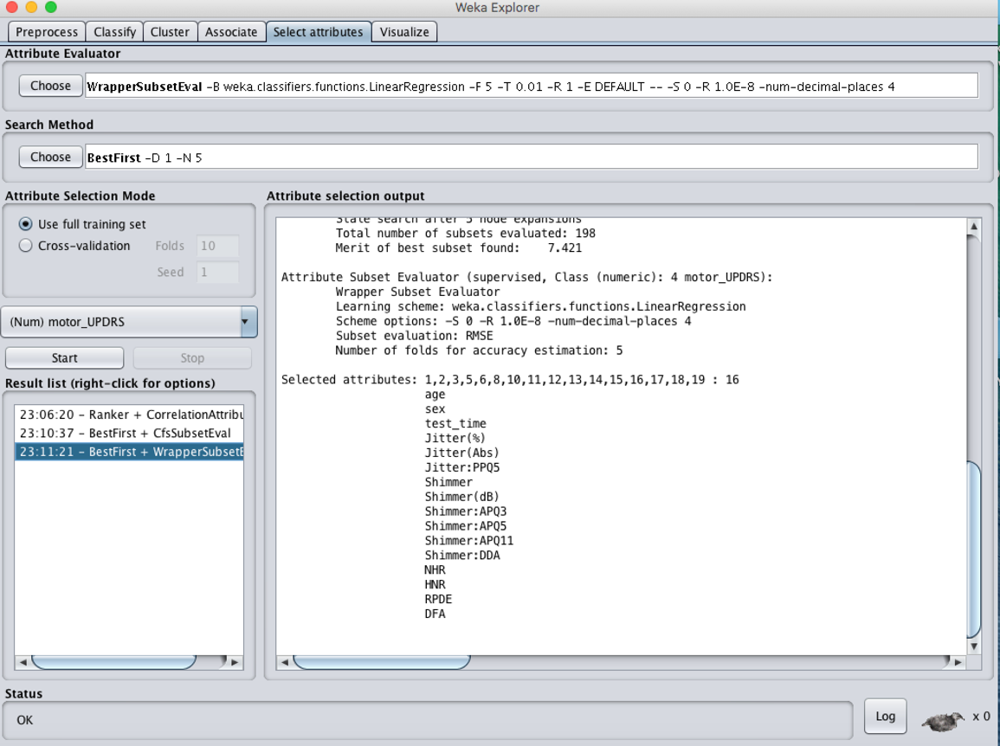 Weka Explorer
Preprocess Classify Cluster Associate Select attributes Visualize
Attribute Evaluator
Choose WrapperSubsetEval -B weka.classifiers.functions.LinearRegression -F 5 -T 0.01 -R 1 -E DEFAULT -- -S 0 -R 1.0E-8 -num-decimal-places 4
Search Method
Choose BestFirst -D 1 -N 5
Attribute Selection Mode
Use full training set
Cross-validation Folds 10
Seed 1
(Num) motor_UPDRS
Start Stop
Result list (right-click for options)
23:06:20 - Ranker + CorrelationAttribu
23:10:37 - BestFirst + CfsSubsetEval
23:11:21 - BestFirst + WrapperSubsetE
Attribute selection output
Stale search after 5 node expansions
Total number of subsets evaluated: 198
Merit of best subset found: 7.421
Attribute Subset Evaluator (supervised, Class (numeric): 4 motor_UPDRS):
Wrapper Subset Evaluator
Learning scheme: weka.classifiers.functions.LinearRegression
Scheme options: -S 0 -R 1.0E-8 -num-decimal-places 4
Subset evaluation: RMSE
Number of folds for accuracy estimation: 5
Selected attributes: 1,2,3,5,6,8,10,11,12,13,14,15,16,17,18,19 : 16
age
sex
test_time
Jitter(%)
Jitter(Abs)
Jitter:PPQ5
Shimmer
Shimmer(dB)
Shimmer:APQ3
Shimmer:APQ5
Shimmer:APQ11
Shimmer:DDA
NHR
HNR
RPDE
DFA
Status
OK
Log x 0